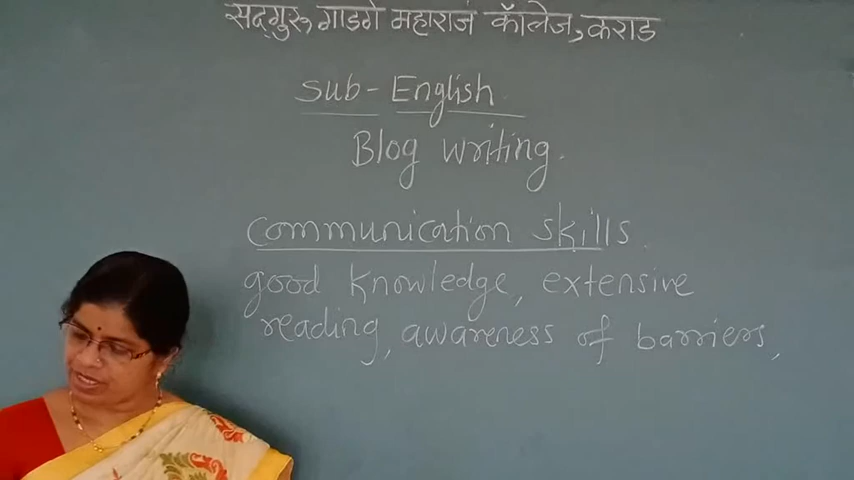 सद्गुरु गाडगे महाराज कॉलेज, कराड
Sub - English
Blog writing.
Communication skills.
good knowledge, extensive
reading, awareness of barriers,